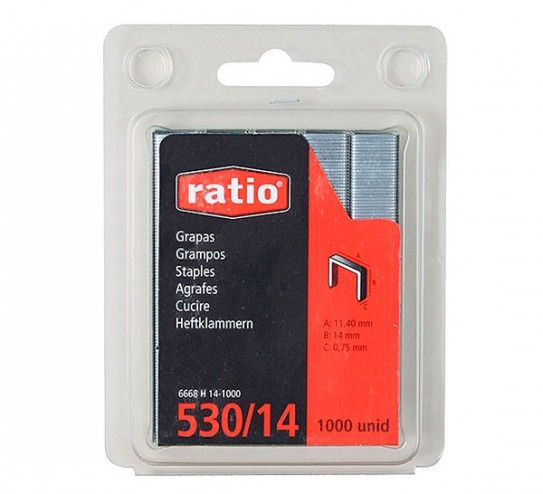 ratio®
Grapas
Grampos
Staples
Agrafes
Cucire
Heftklammern
A
B
C
A: 11,40 mm
B: 14 mm
C: 0,75 mm
6668 H 14-1000
530/14
1000 unid